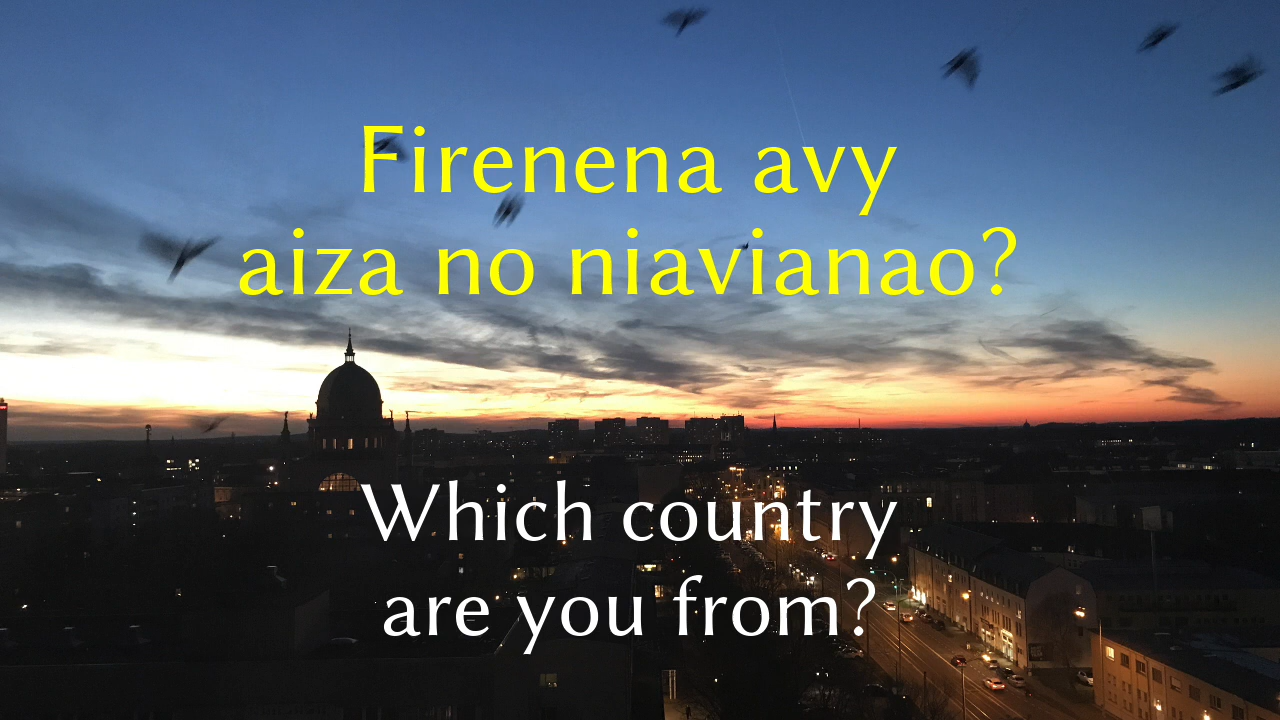 Firenena avy
aiza no niavianao?
Which country
are you from?